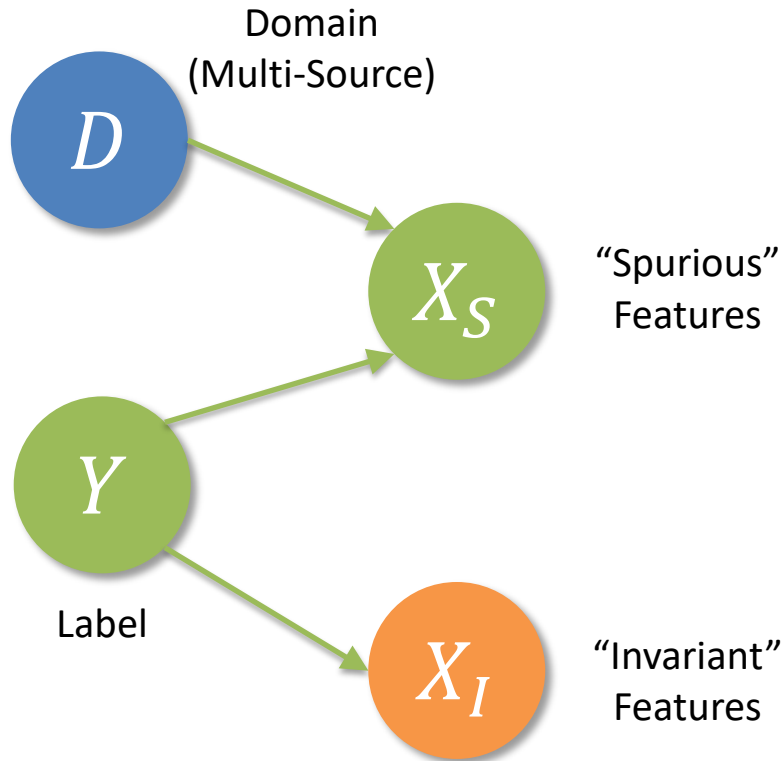 Domain
(Multi-Source)
D
X_S
“Spurious”
Features
Y
Label
X_I
“Invariant”
Features